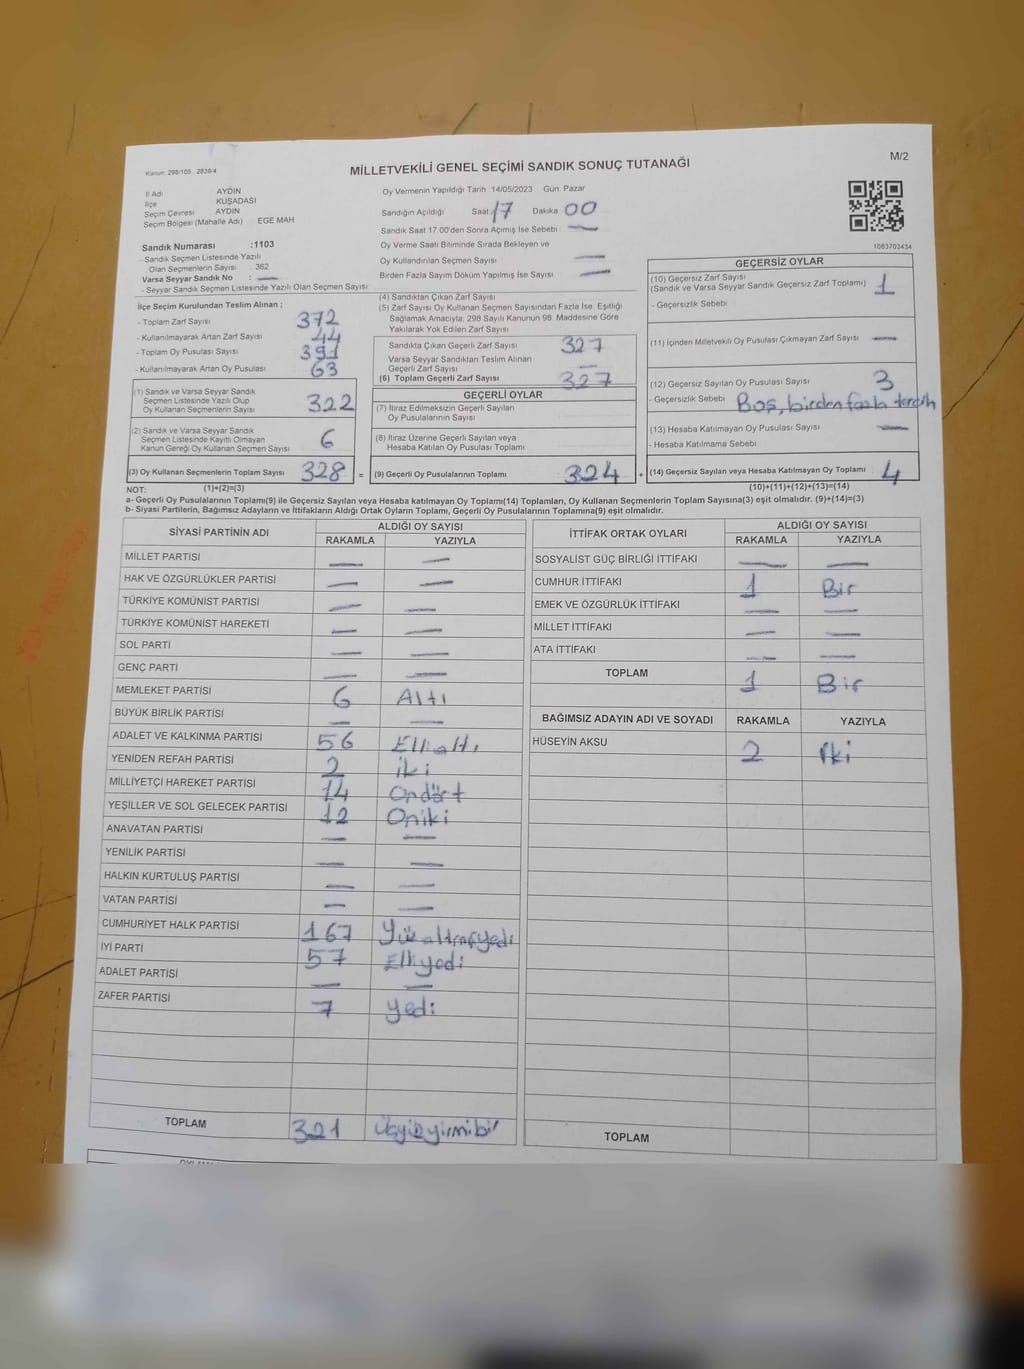 M/2
Kanun: 298/105, 2839/4
MİLLETVEKİLİ GENEL SEÇİMİ SANDIK SONUÇ TUTANAĞI
İl Adı AYDIN
İlçe KUŞADASI
Seçim Çevresi AYDIN
Seçim Bölgesi (Mahalle Adı) EGE MAH
Sandık Numarası :1103
- Sandık Seçmen Listesinde Yazılı
Olan Seçmenlerin Sayısı : 362
Varsa Seyyar Sandık No : —
- Seyyar Sandık Seçmen Listesinde Yazılı Olan Seçmen Sayısı
Oy Vermenin Yapıldığı Tarih 14/05/2023 Gün: Pazar
Sandığın Açıldığı Saat 17 Dakika 00
Sandık Saat 17.00'den Sonra Açımış İse Sebebi —
Oy Verme Saati Bitiminde Sırada Bekleyen ve
Oy Kullandırılan Seçmen Sayısı —
Birden Fazla Sayım Döküm Yapılmış İse Sayısı —
1083703434
İlçe Seçim Kurulundan Teslim Alınan ;
- Toplam Zarf Sayısı 372
- Kullanılmayarak Artan Zarf Sayısı 44
- Toplam Oy Pusulası Sayısı 391
- Kullanılmayarak Artan Oy Pusulası 63
(1) Sandık ve Varsa Seyyar Sandık
Seçmen Listesinde Yazılı Olup
Oy Kullanan Seçmenlerin Sayısı 322
(2) Sandık ve Varsa Seyyar Sandık
Seçmen Listesinde Kayıtlı Olmayan
Kanun Gereği Oy Kullanan Seçmen Sayısı 6
(3) Oy Kullanan Seçmenlerin Toplam Sayısı 328 =
(4) Sandıktan Çıkan Zarf Sayısı
(5) Zarf Sayısı Oy Kullanan Seçmen Sayısından Fazla İse, Eşitliği
Sağlamak Amacıyla, 298 Sayılı Kanunun 98. Maddesine Göre
Yakılarak Yok Edilen Zarf Sayısı
Sandıkta Çıkan Geçerli Zarf Sayısı 327
Varsa Seyyar Sandıktan Teslim Alınan
Geçerli Zarf Sayısı —
(6) Toplam Geçerli Zarf Sayısı 327
GEÇERLİ OYLAR
(7) İtiraz Edilmeksizin Geçerli Sayılan
Oy Pusulalarının Sayısı
(8) İtiraz Üzerine Geçerli Sayılan veya
Hesaba Katılan Oy Pusulası Toplamı
(9) Geçerli Oy Pusulalarının Toplamı 324 +
GEÇERSİZ OYLAR
(10) Geçersiz Zarf Sayısı
(Sandık ve Varsa Seyyar Sandık Geçersiz Zarf Toplamı) 1
- Geçersizlik Sebebi
(11) İçinden Milletvekili Oy Pusulası Çıkmayan Zarf Sayısı —
(12) Geçersiz Sayılan Oy Pusulası Sayısı 3
- Geçersizlik Sebebi Boş, birden fazla tercih
(13) Hesaba Katılmayan Oy Pusulası Sayısı —
- Hesaba Katılmama Sebebi
(14) Geçersiz Sayılan veya Hesaba Katılmayan Oy Toplamı 4
NOT: (1)+(2)=(3) (10)+(11)+(12)+(13)=(14)
a- Geçerli Oy Pusulalarının Toplamı(9) ile Geçersiz Sayılan veya Hesaba katılmayan Oy Toplamı(14) Toplamları, Oy Kullanan Seçmenlerin Toplam Sayısına(3) eşit olmalıdır. (9)+(14)=(3)
b- Siyasi Partilerin, Bağımsız Adayların ve İttifakların Aldığı Ortak Oyların Toplamı, Geçerli Oy Pusulalarının Toplamına(9) eşit olmalıdır.
SİYASİ PARTİNİN ADI ALDIĞI OY SAYISI
RAKAMLA YAZIYLA
MİLLET PARTİSİ — —
HAK VE ÖZGÜRLÜKLER PARTİSİ — —
TÜRKİYE KOMÜNİST PARTİSİ — —
TÜRKİYE KOMÜNİST HAREKETİ — —
SOL PARTİ — —
GENÇ PARTİ — —
MEMLEKET PARTİSİ 6 Altı
BÜYÜK BİRLİK PARTİSİ — —
ADALET VE KALKINMA PARTİSİ 56 Ellialtı
YENİDEN REFAH PARTİSİ 2 iki
MİLLİYETÇİ HAREKET PARTİSİ 14 Ondört
YEŞİLLER VE SOL GELECEK PARTİSİ 12 Oniki
ANAVATAN PARTİSİ — —
YENİLİK PARTİSİ — —
HALKIN KURTULUŞ PARTİSİ — —
VATAN PARTİSİ — —
CUMHURİYET HALK PARTİSİ 167 Yüzaltmışyedi
İYİ PARTİ 57 Elliyedi
ADALET PARTİSİ — —
ZAFER PARTİSİ 7 yedi
TOPLAM 321 üçyüzyirmibir
İTTİFAK ORTAK OYLARI ALDIĞI OY SAYISI
RAKAMLA YAZIYLA
SOSYALİST GÜÇ BİRLİĞİ İTTİFAKI — —
CUMHUR İTTİFAKI 1 Bir
EMEK VE ÖZGÜRLÜK İTTİFAKI — —
MİLLET İTTİFAKI — —
ATA İTTİFAKI — —
TOPLAM 1 Bir
BAĞIMSIZ ADAYIN ADI VE SOYADI RAKAMLA YAZIYLA
HÜSEYİN AKSU 2 İki
TOPLAM